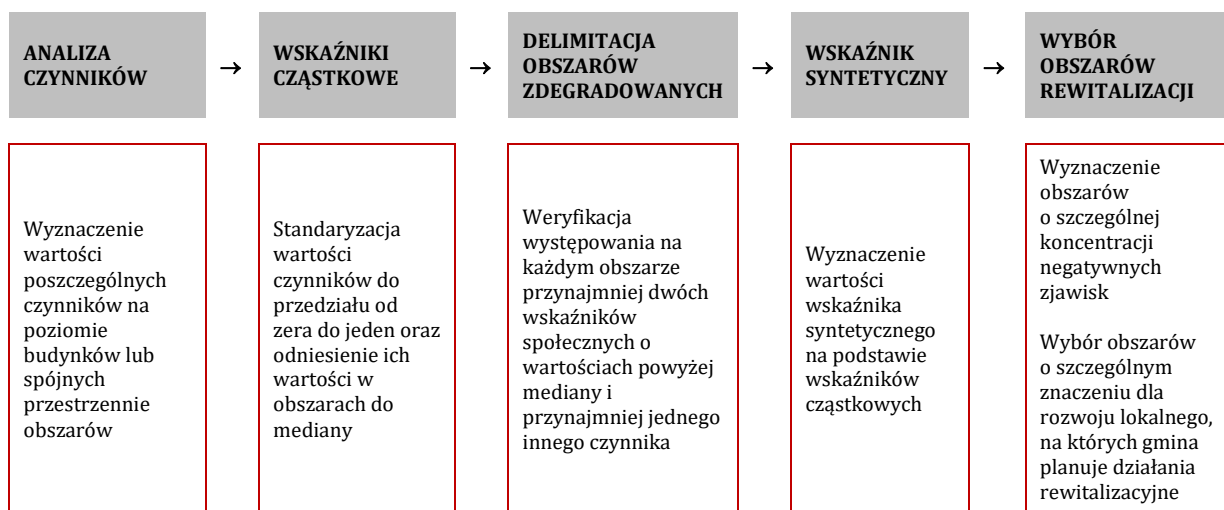 ANALIZA
CZYNNIKÓW
→
WSKAŹNIKI
CZĄSTKOWE
→
DELIMITACJA
OBSZARÓW
ZDEGRADOWANYCH
→
WSKAŹNIK
SYNTETYCZNY
→
WYBÓR
OBSZARÓW
REWITALIZACJI
Wyznaczenie
wartości
poszczególnych
czynników na
poziomie
budynków lub
spójnych
przestrzennie
obszarów
Standaryzacja
wartości
czynników do
przedziału od
zera do jeden oraz
odniesienie ich
wartości w
obszarach do
mediany
Weryfikacja
występowania na
każdym obszarze
przynajmniej dwóch
wskaźników
społecznych o
wartościach powyżej
mediany i
przynajmniej jednego
innego czynnika
Wyznaczenie
wartości
wskaźnika
syntetycznego
na podstawie
wskaźników
cząstkowych
Wyznaczenie
obszarów
o szczególnej
koncentracji
negatywnych
zjawisk
Wybór obszarów
o szczególnym
znaczeniu dla
rozwoju lokalnego,
na których gmina
planuje działania
rewitalizacyjne